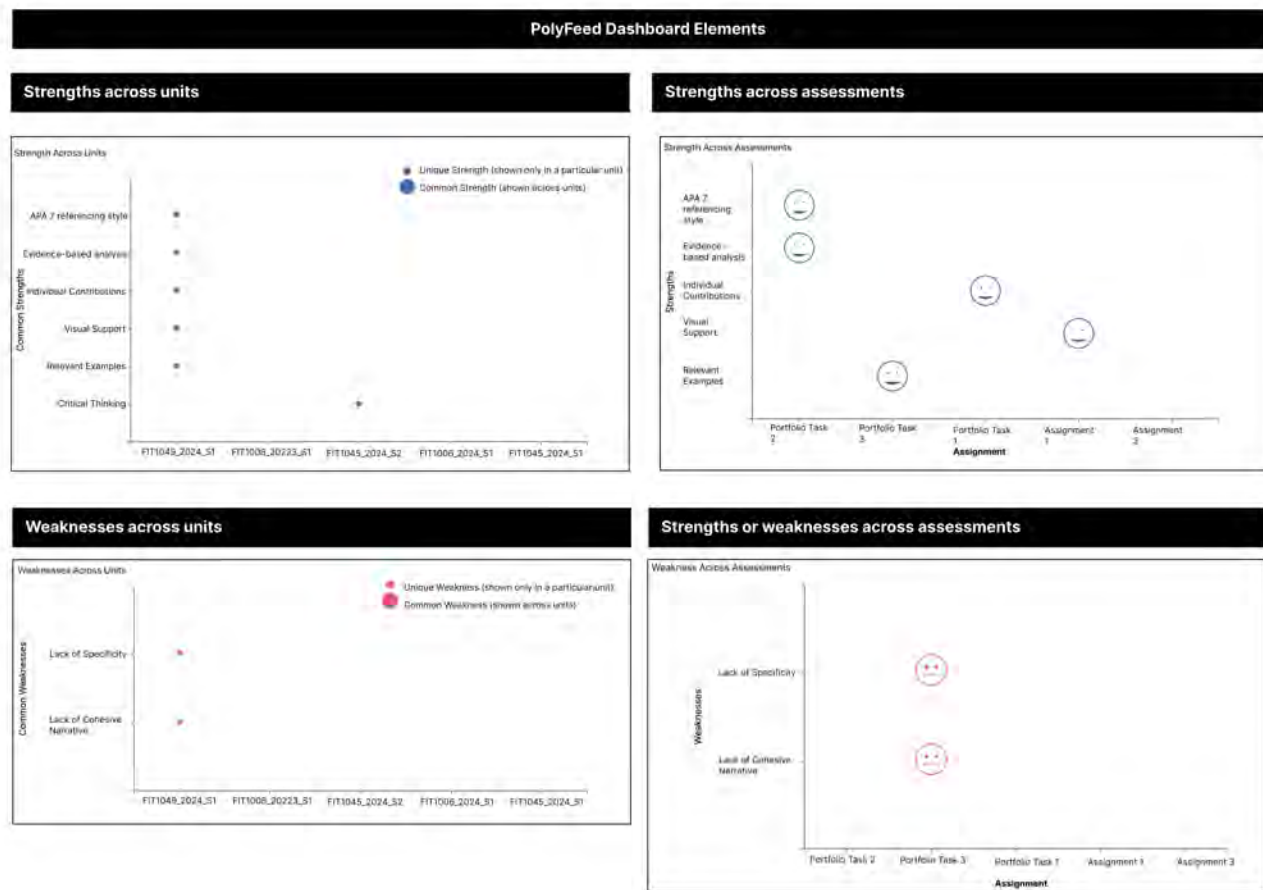 PolyFeed Dashboard Elements
Strengths across units
Strength Across Units
Unique Strength (shown only in a particular unit)
Common Strength (shown across units)
Common Strengths
APA 7 referencing style
Evidence-based analysis
Individual Contributions
Visual Support
Relevant Examples
Critical Thinking
FIT1049_2024_S1
FIT1008_20223_S1
FIT1045_2024_S2
FIT1008_2024_S1
FIT1045_2024_S1
Strengths across assessments
Strength Across Assessments
Strengths
APA 7
referencing
style
Evidence-
based analysis
Individual
Contributions
Visual
Support
Relevant
Examples
Portfolio Task
2
Portfolio Task
3
Portfolio Task
1
Assignment
1
Assignment
3
Assignment
Weaknesses across units
Weaknesses Across Units
Unique Weakness (shown only in a particular unit)
Common Weakness (shown across units)
Common Weaknesses
Lack of Specificity
Lack of Cohesive
Narrative
FIT1049_2024_S1
FIT1008_20223_S1
FIT1045_2024_S2
FIT1008_2024_S1
FIT1045_2024_S1
Strengths or weaknesses across assessments
Weakness Across Assessments
Weaknesses
Lack of Specificity
Lack of Cohesive
Narrative
Portfolio Task 2
Portfolio Task 3
Portfolio Task 1
Assignment 1
Assignment 3
Assignment